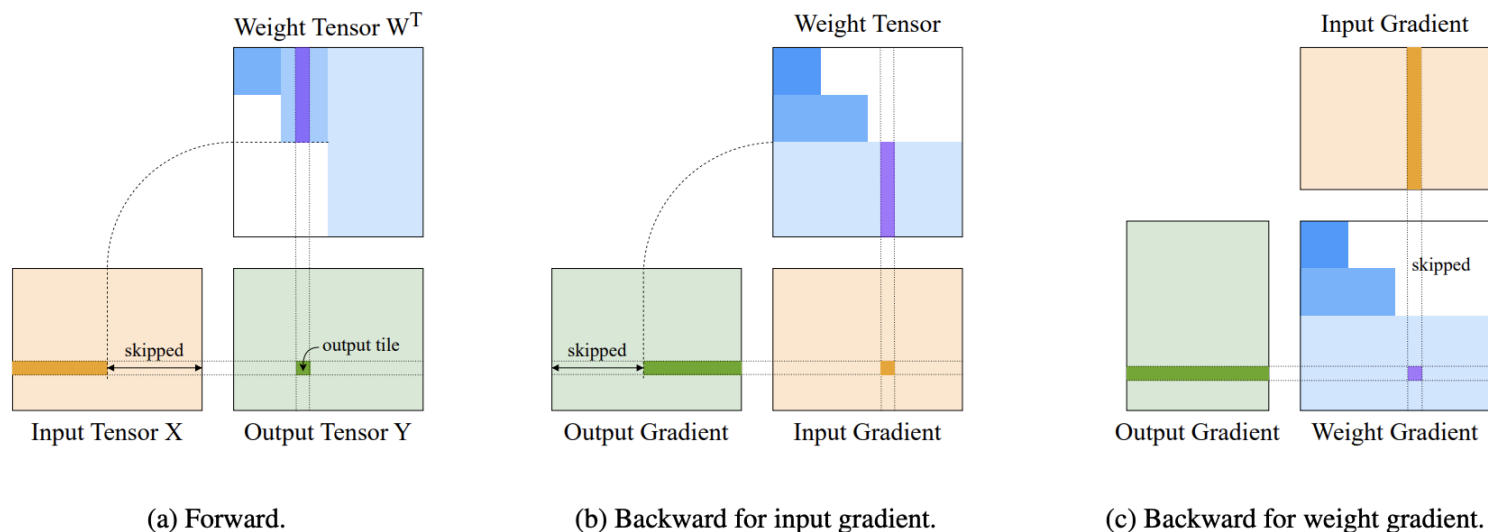 Weight Tensor W^T
skipped
output tile
Input Tensor X
Output Tensor Y
(a) Forward.
Weight Tensor
skipped
Output Gradient
Input Gradient
(b) Backward for input gradient.
Input Gradient
skipped
Output Gradient
Weight Gradient
(c) Backward for weight gradient.